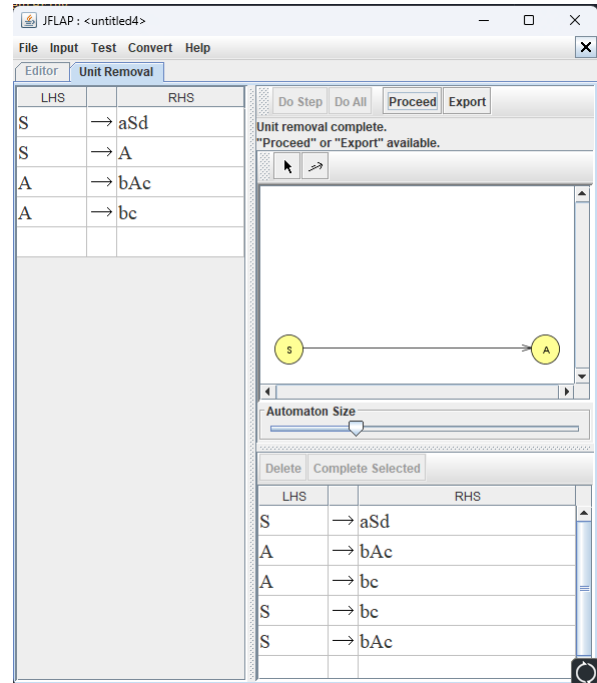 JFLAP : <untitled4>
File Input Test Convert Help
Editor Unit Removal
LHS RHS
S → aSd
S → A
A → bAc
A → bc
Do Step Do All Proceed Export
Unit removal complete.
"Proceed" or "Export" available.
S A
Automaton Size
Delete Complete Selected
LHS RHS
S → aSd
A → bAc
A → bc
S → bc
S → bAc